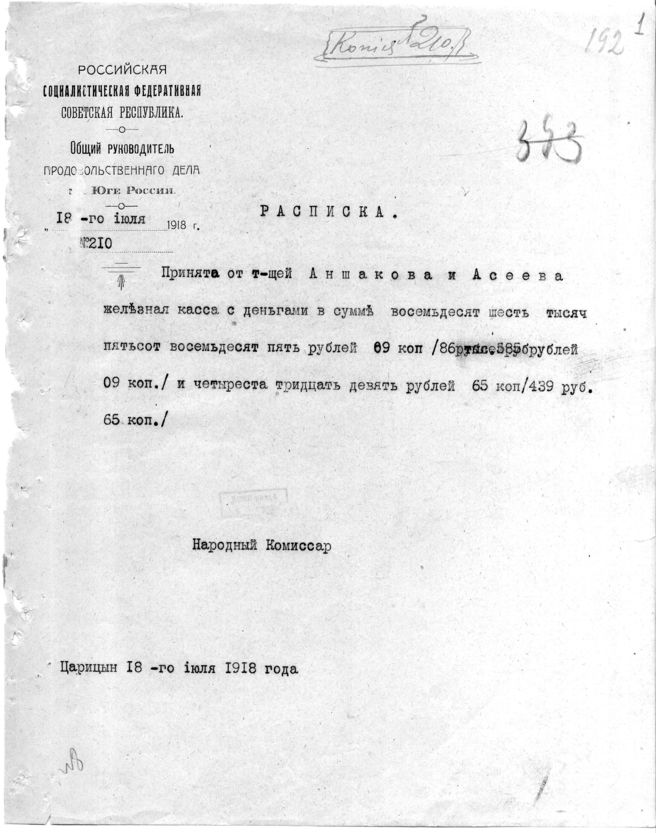 Копія №210.
192
1
РОССИЙСКАЯ
СОЦИАЛИСТИЧЕСКАЯ ФЕДЕРАТИВНАЯ
СОВЕТСКАЯ РЕСПУБЛИКА.
Общий руководитель
ПРОДОВОЛЬСТВЕННАГО ДЕЛА
Юге России.
„ 18 -го iюля 1918 г.
№210
РАСПИСКА.
Принята от т-щей Аншакова и Асеева
желѣзная касса с деньгами в суммѣ восемьдесят шесть тысяч
пятьсот восемьдесят пять рублей 09 коп /86 тыс. 585 рублей
09 коп./ и четыреста тридцать девять рублей 65 коп/439 руб.
65 коп./
Народный Комиссар
Царицын 18 -го iюля 1918 года